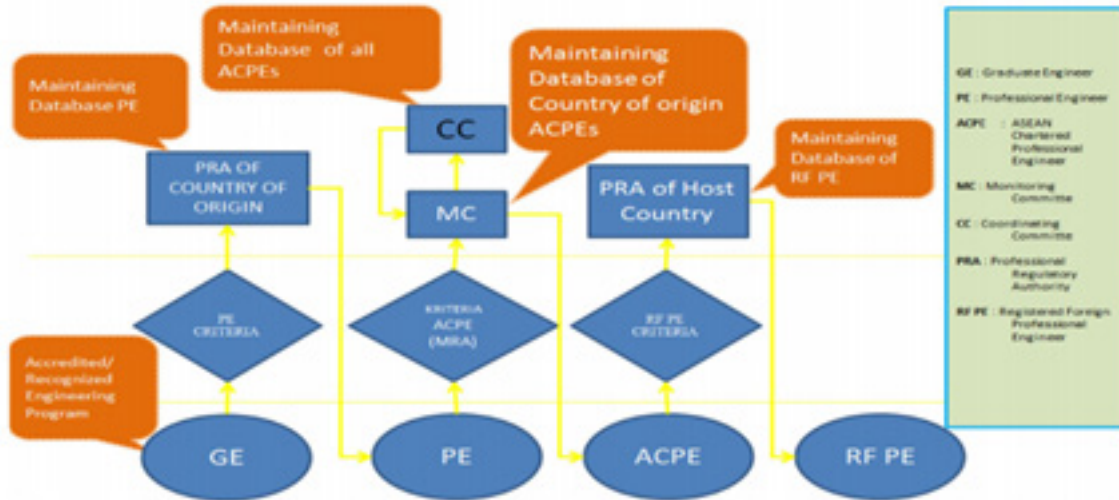 Maintaining
Database of all
ACPEs
Maintaining
Database PE
Maintaining
Database of
Country of origin
ACPEs
Maintaining
Database of
RF PE
CC
PRA OF
COUNTRY OF
ORIGIN
MC
PRA of Host
Country
PE
CRITERIA
KRITERIA
ACPE
(MRA)
RF PE
CRITERIA
Accredited/
Recognized
Engineering
Program
GE
PE
ACPE
RF PE
GE : Graduate Engineer
PE : Professional Engineer
ACPE : ASEAN
Chartered
Professional
Engineer
MC : Monitoring
Committe
CC : Coordinating
Committe
PRA : Professional
Regulatory
Authority
RF PE : Registered Foreign
Professional
Engineer